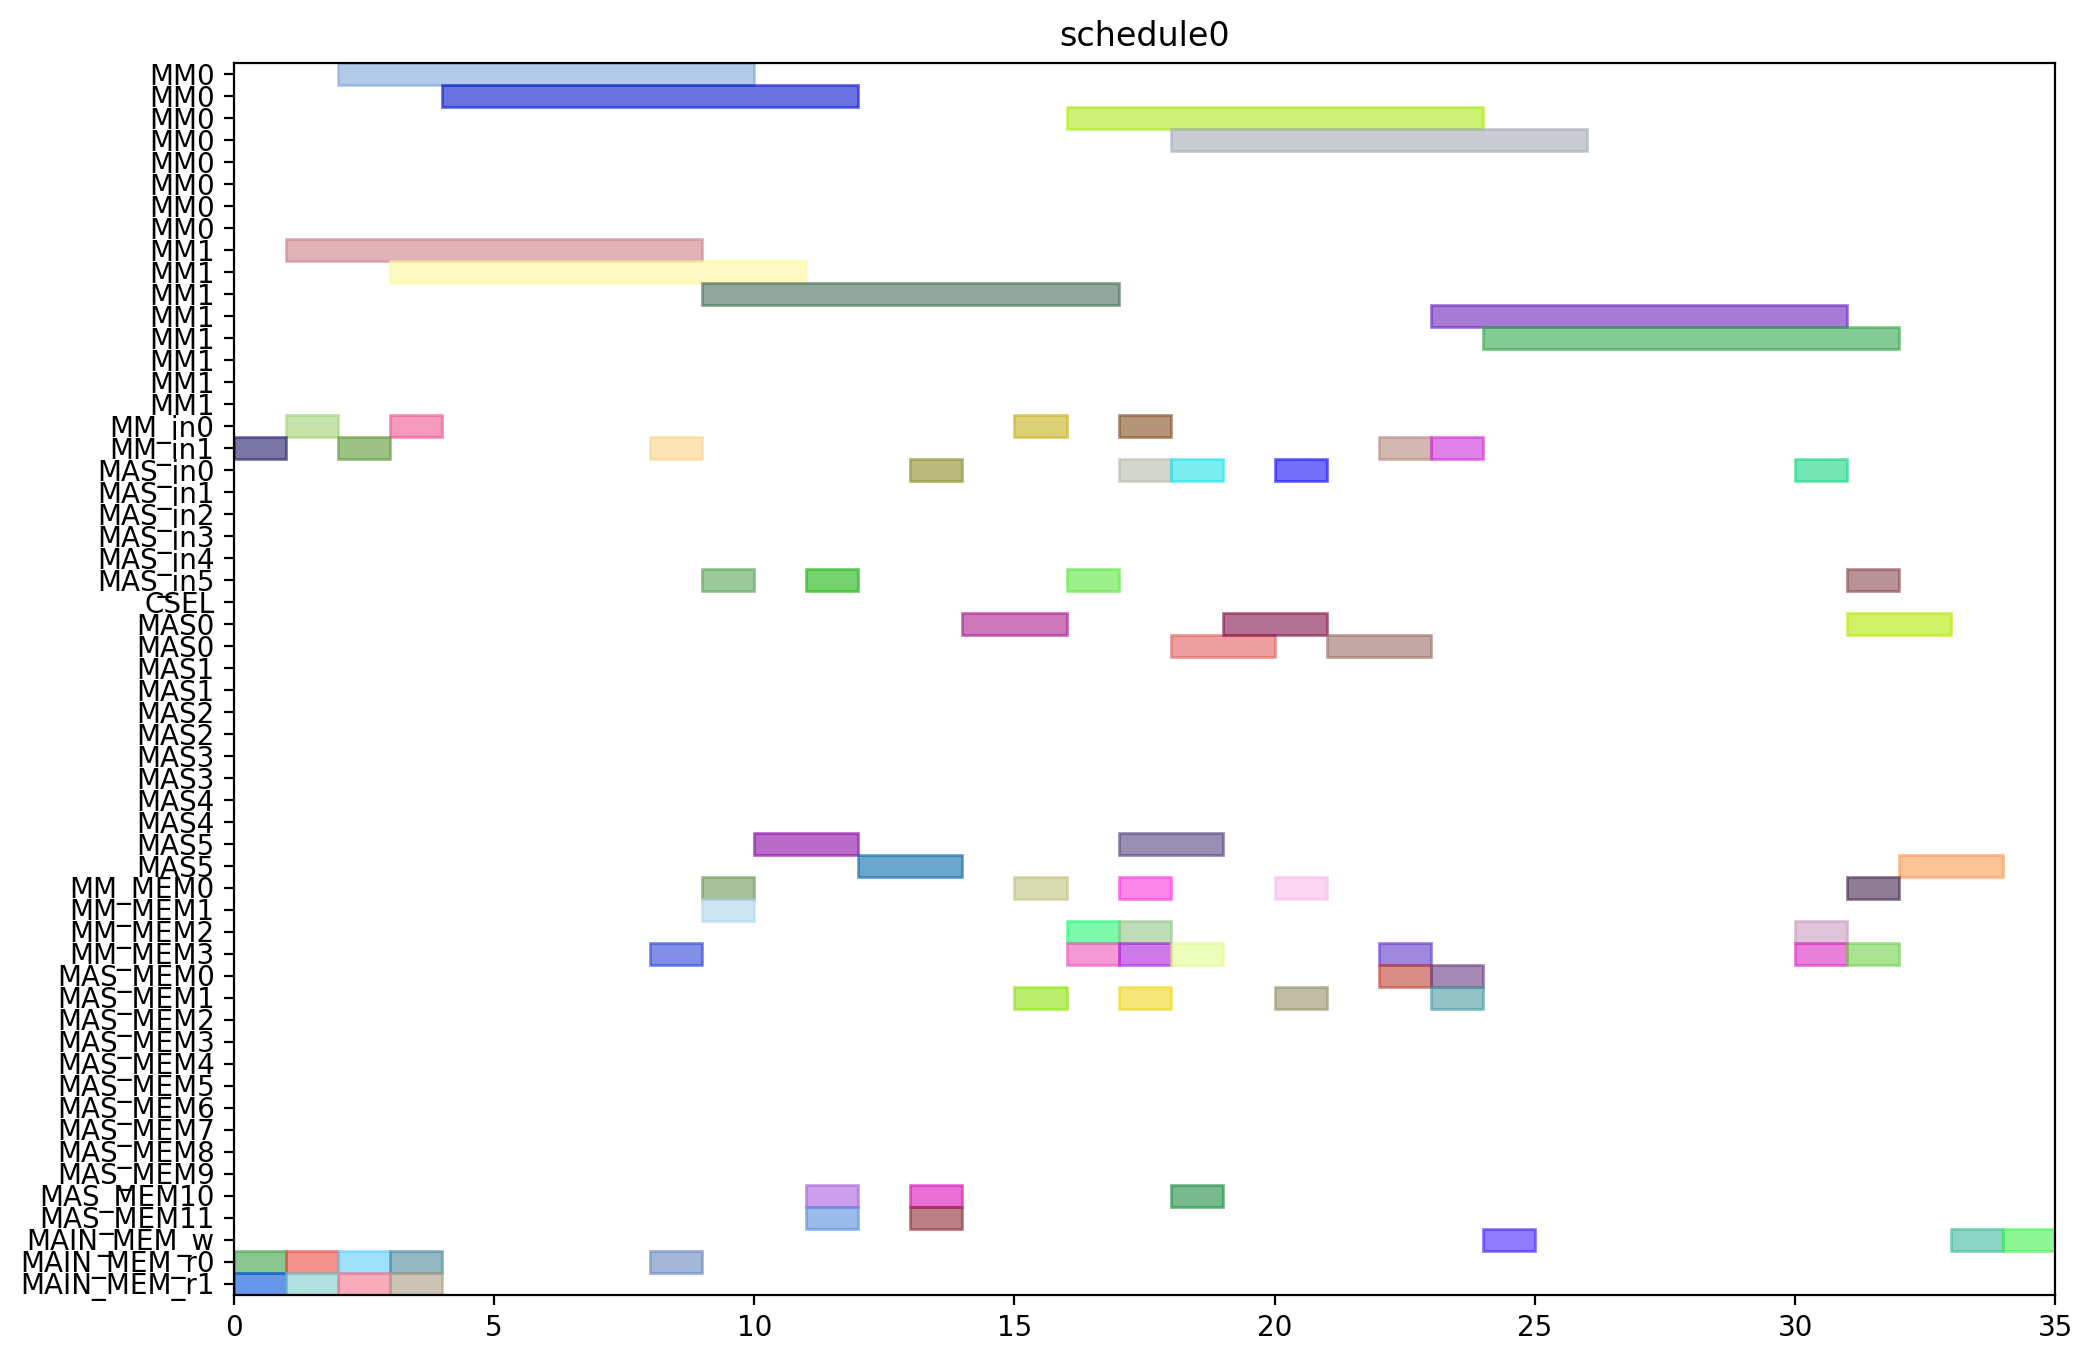 schedule0
MM0
MM0
MM0
MM0
MM0
MM0
MM0
MM0
MM1
MM1
MM1
MM1
MM1
MM1
MM1
MM1
MM_in0
MM_in1
MAS_in0
MAS_in1
MAS_in2
MAS_in3
MAS_in4
MAS_in5
CSEL
MAS0
MAS0
MAS1
MAS1
MAS2
MAS2
MAS3
MAS3
MAS4
MAS4
MAS5
MAS5
MM_MEM0
MM_MEM1
MM_MEM2
MM_MEM3
MAS_MEM0
MAS_MEM1
MAS_MEM2
MAS_MEM3
MAS_MEM4
MAS_MEM5
MAS_MEM6
MAS_MEM7
MAS_MEM8
MAS_MEM9
MAS_MEM10
MAS_MEM11
MAIN_MEM_w
MAIN_MEM_r0
MAIN_MEM_r1
0 5 10 15 20 25 30 35